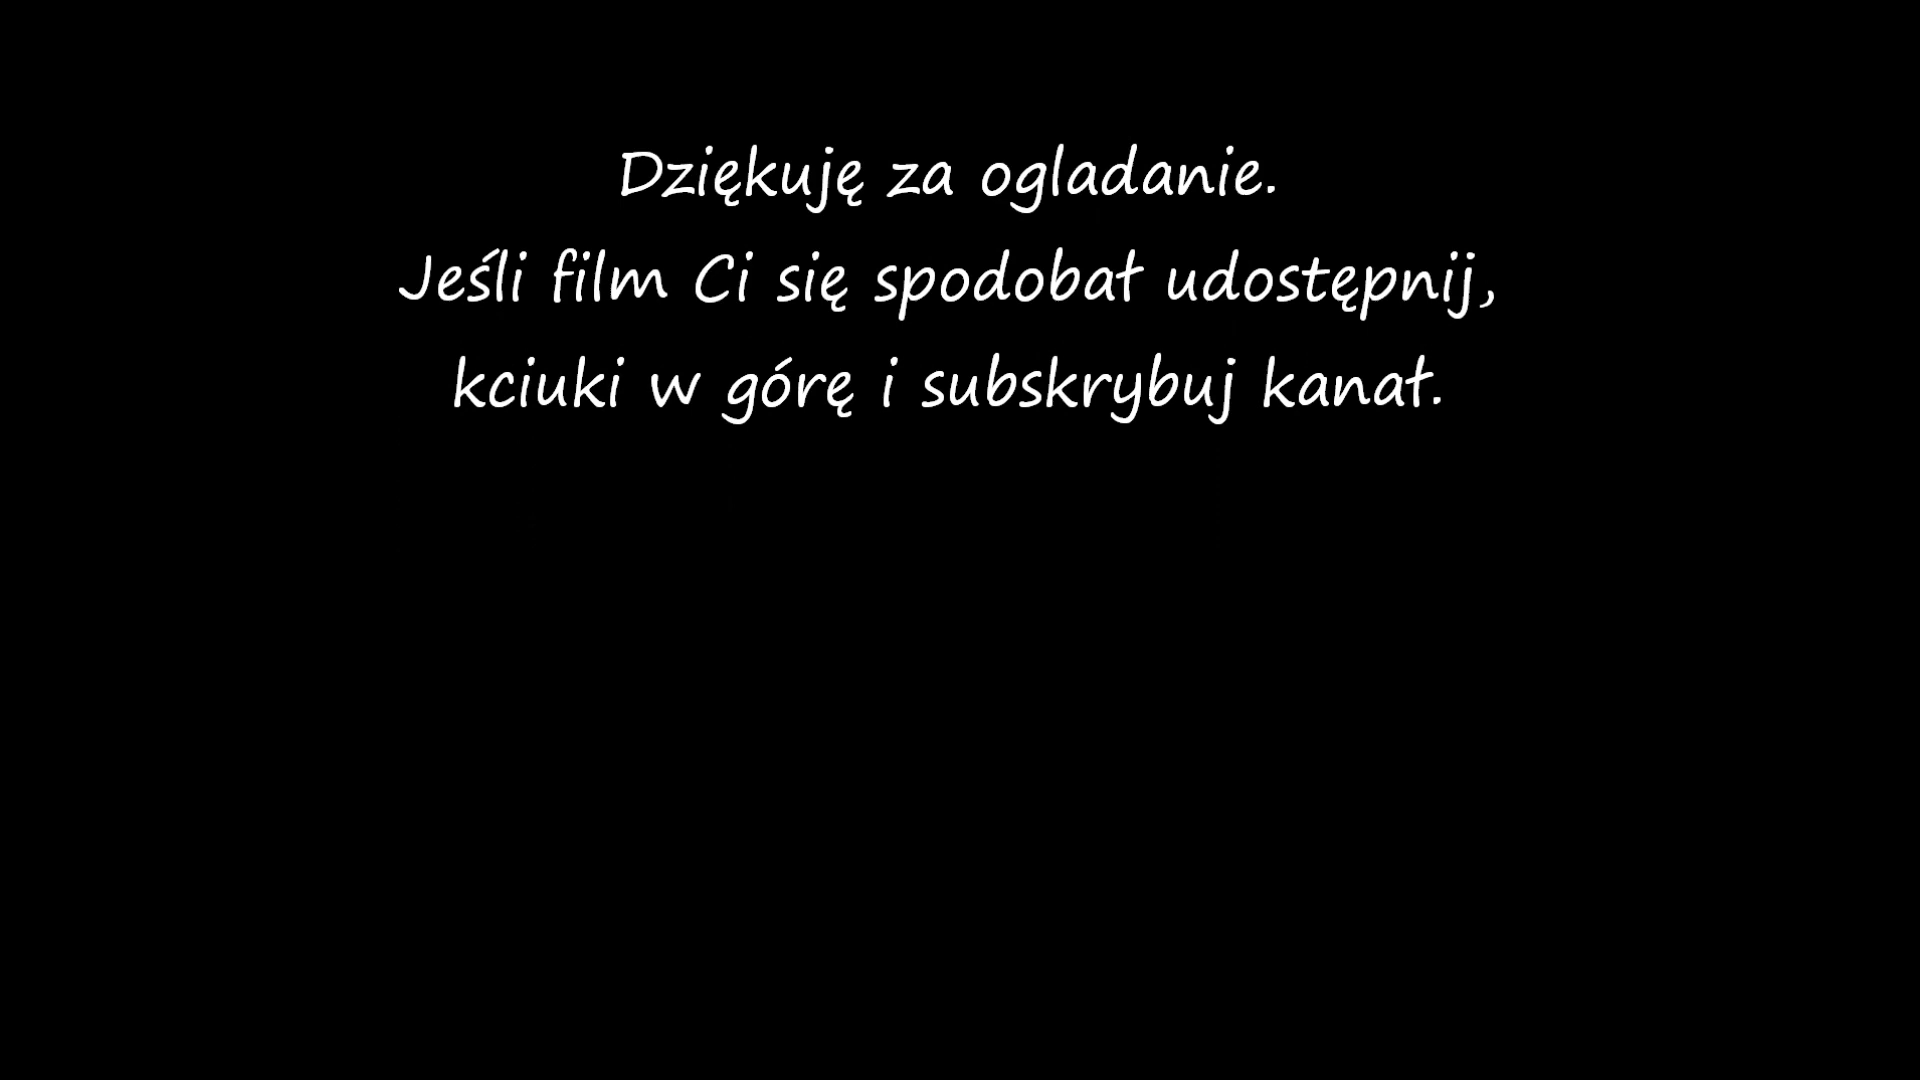 Dziękuję za ogladanie.
Jeśli film Ci się spodobał udostępnij,
kciuki w górę i subskrybuj kanał.